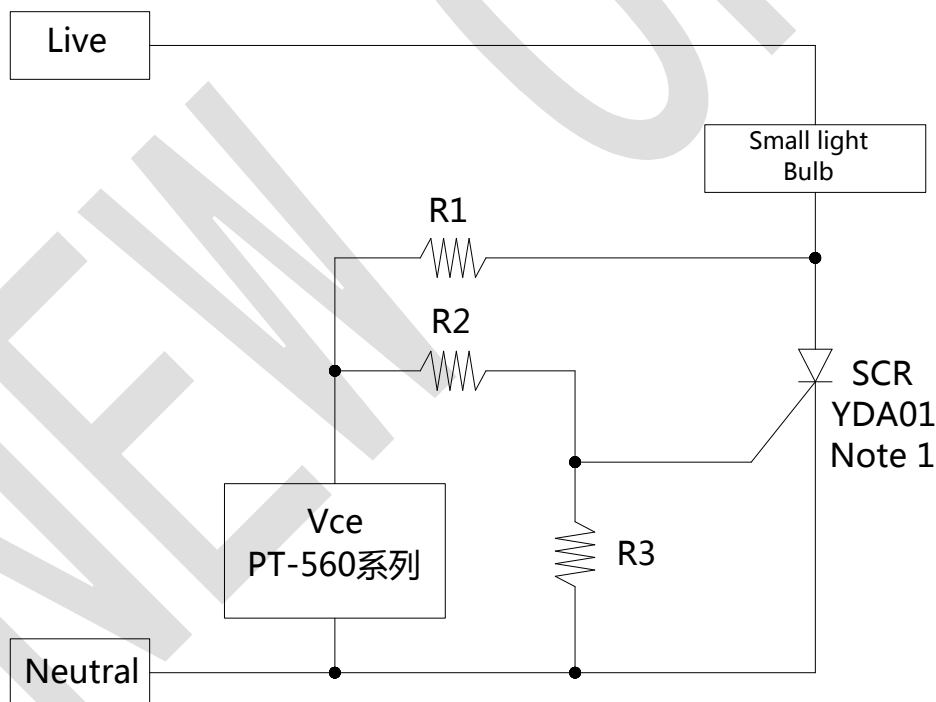 Live
Small light
Bulb
R1
R2
SCR
YDA01
Note 1
Vce
PT-560系列
R3
Neutral